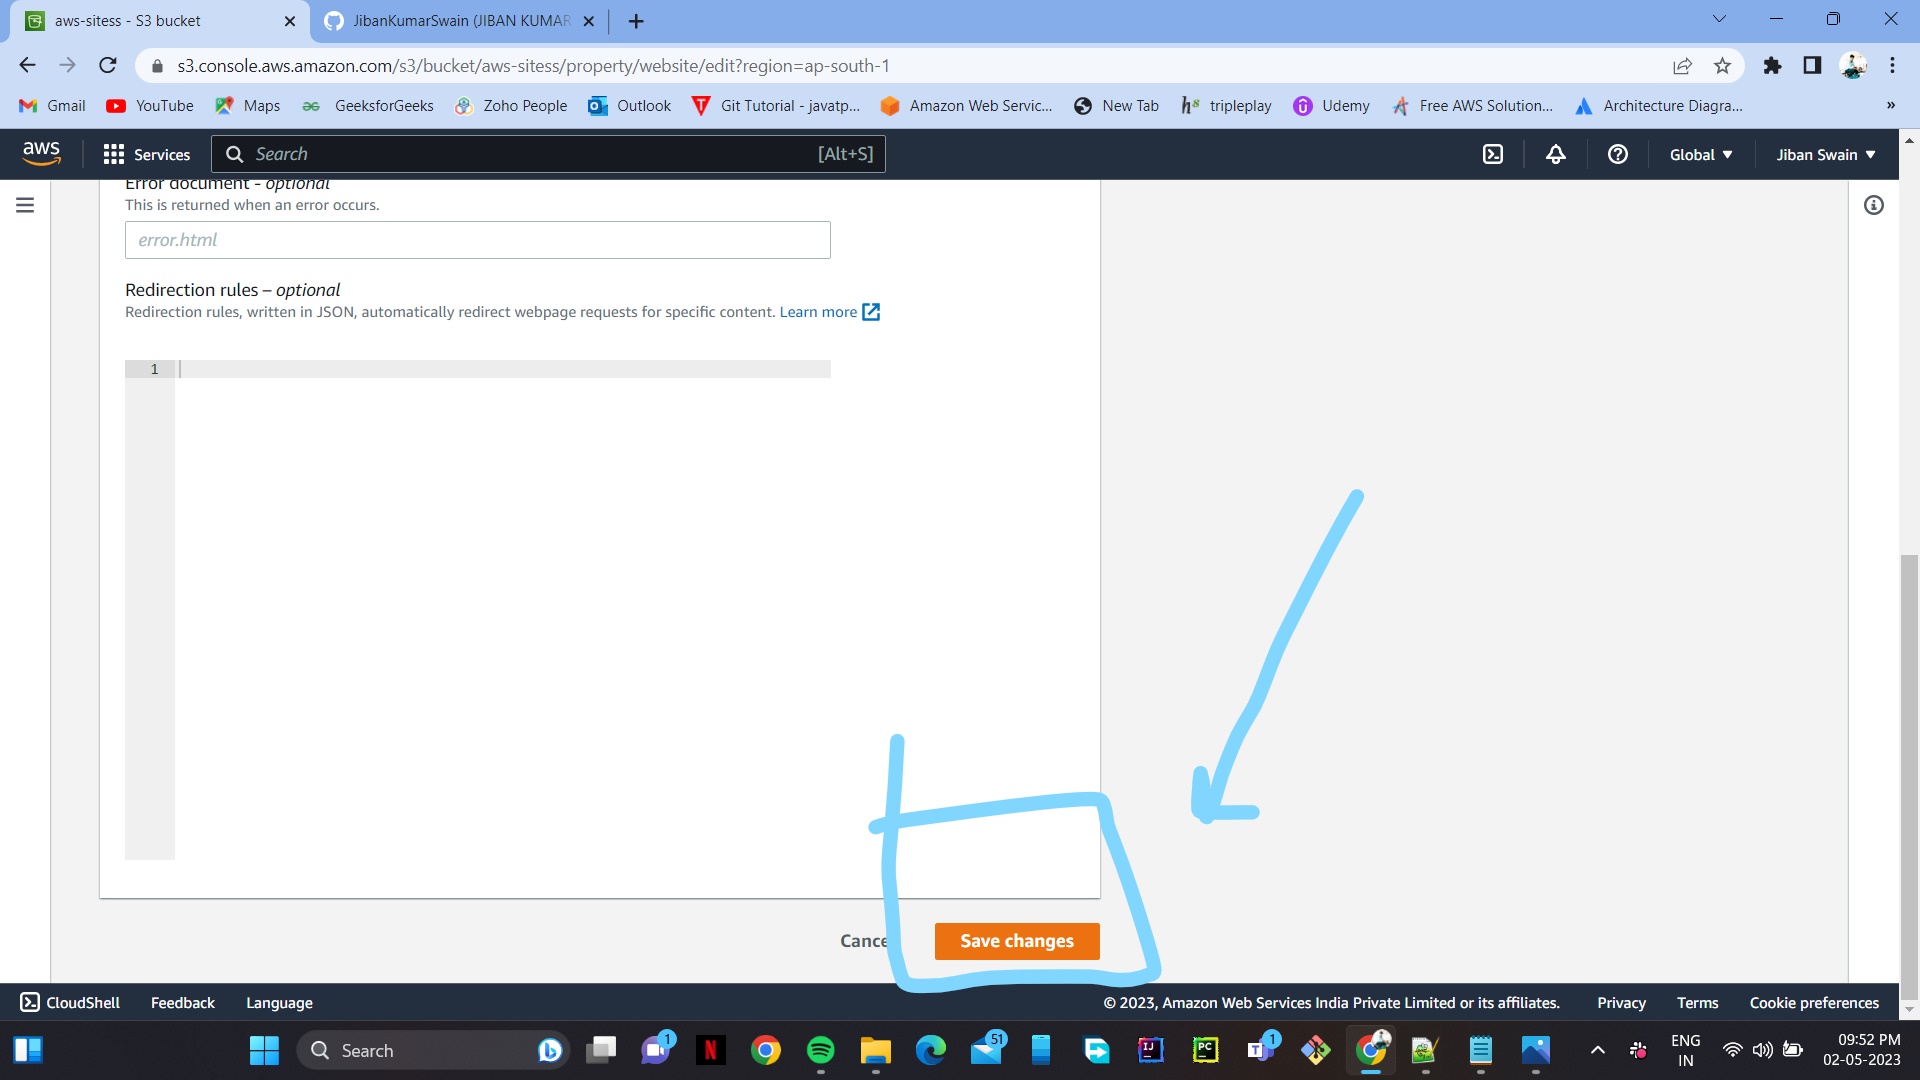 aws-sitess - S3 bucket
JibanKumarSwain (JIBAN KUMAR
s3.console.aws.amazon.com/s3/bucket/aws-sitess/property/website/edit?region=ap-south-1
Gmail YouTube Maps GeeksforGeeks Zoho People Outlook Git Tutorial - javatp... Amazon Web Servic... New Tab tripleplay Udemy Free AWS Solution... Architecture Diagra... »
aws Services Search [Alt+S] Global Jiban Swain
Error document - optional
This is returned when an error occurs.
error.html
Redirection rules – optional
Redirection rules, written in JSON, automatically redirect webpage requests for specific content. Learn more
1
Cance Save changes
CloudShell Feedback Language © 2023, Amazon Web Services India Private Limited or its affiliates. Privacy Terms Cookie preferences
Search 1 51 1 ENG 09:52 PM
IN 02-05-2023